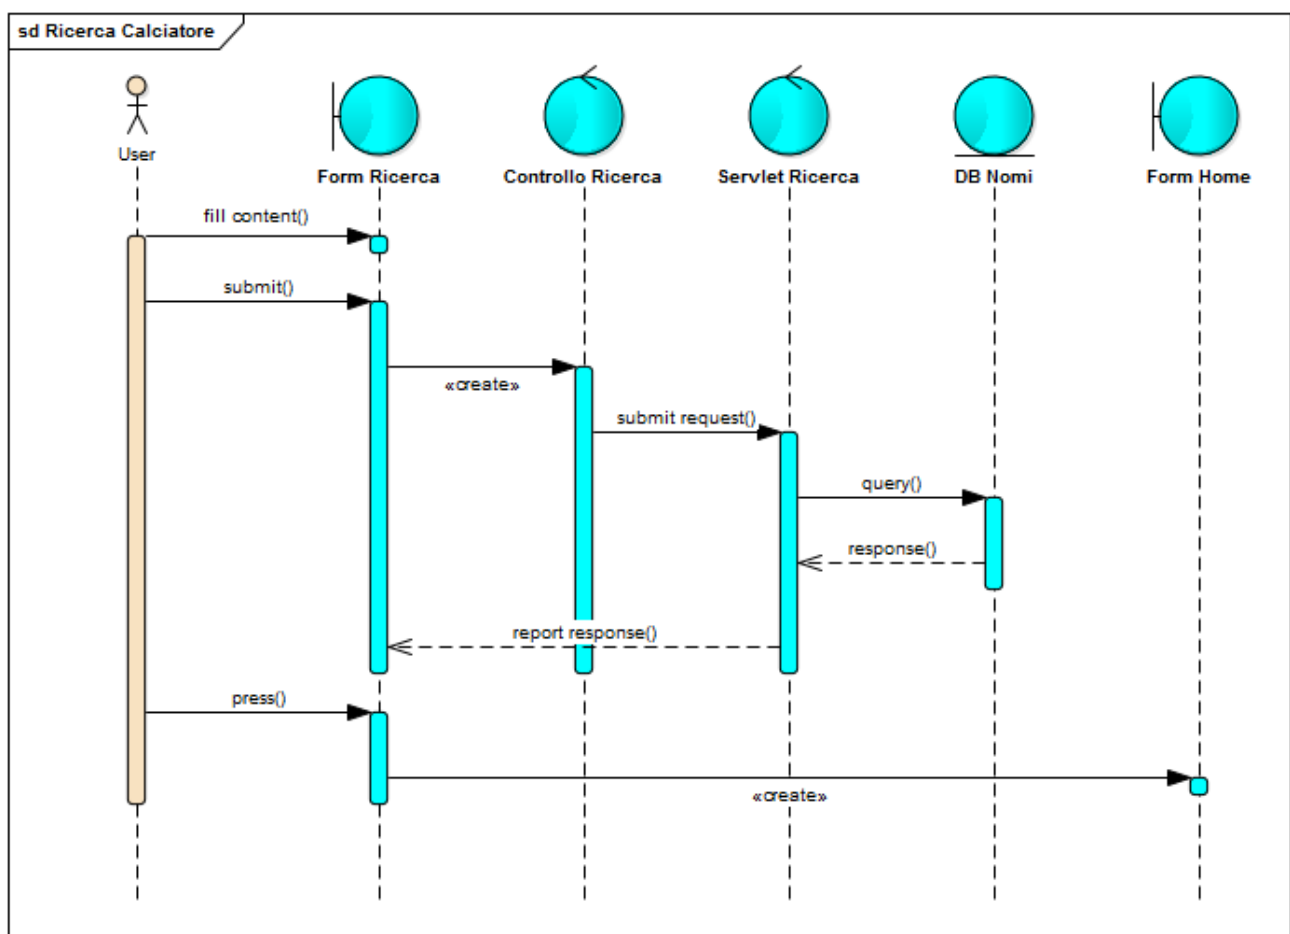 sd Ricerca Calciatore
User
Form Ricerca
Controllo Ricerca
Servlet Ricerca
DB Nomi
Form Home
fill content()
submit()
«create»
submit request()
query()
response()
report response()
press()
«create»